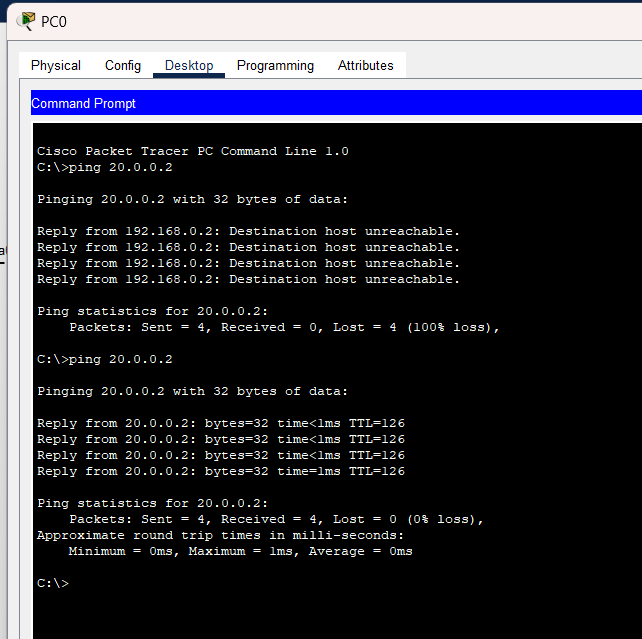 PC0
Physical Config Desktop Programming Attributes
Command Prompt
Cisco Packet Tracer PC Command Line 1.0
C:\>ping 20.0.0.2
Pinging 20.0.0.2 with 32 bytes of data:
Reply from 192.168.0.2: Destination host unreachable.
Reply from 192.168.0.2: Destination host unreachable.
Reply from 192.168.0.2: Destination host unreachable.
Reply from 192.168.0.2: Destination host unreachable.
Ping statistics for 20.0.0.2:
Packets: Sent = 4, Received = 0, Lost = 4 (100% loss),
C:\>ping 20.0.0.2
Pinging 20.0.0.2 with 32 bytes of data:
Reply from 20.0.0.2: bytes=32 time<1ms TTL=126
Reply from 20.0.0.2: bytes=32 time<1ms TTL=126
Reply from 20.0.0.2: bytes=32 time<1ms TTL=126
Reply from 20.0.0.2: bytes=32 time=1ms TTL=126
Ping statistics for 20.0.0.2:
Packets: Sent = 4, Received = 4, Lost = 0 (0% loss),
Approximate round trip times in milli-seconds:
Minimum = 0ms, Maximum = 1ms, Average = 0ms
C:\>